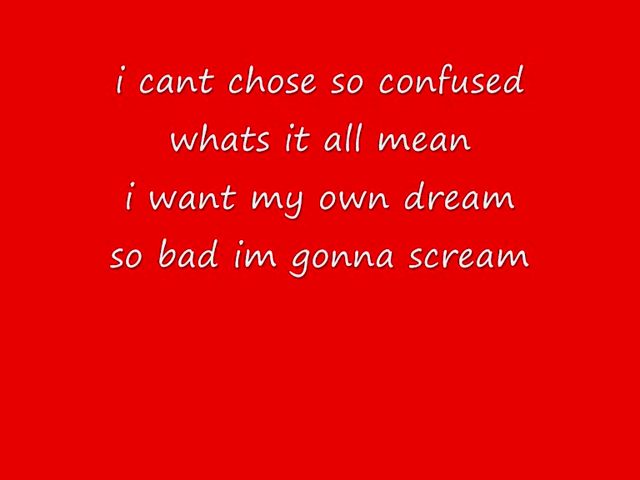 i cant chose so confused
whats it all mean
i want my own dream
so bad im gonna scream